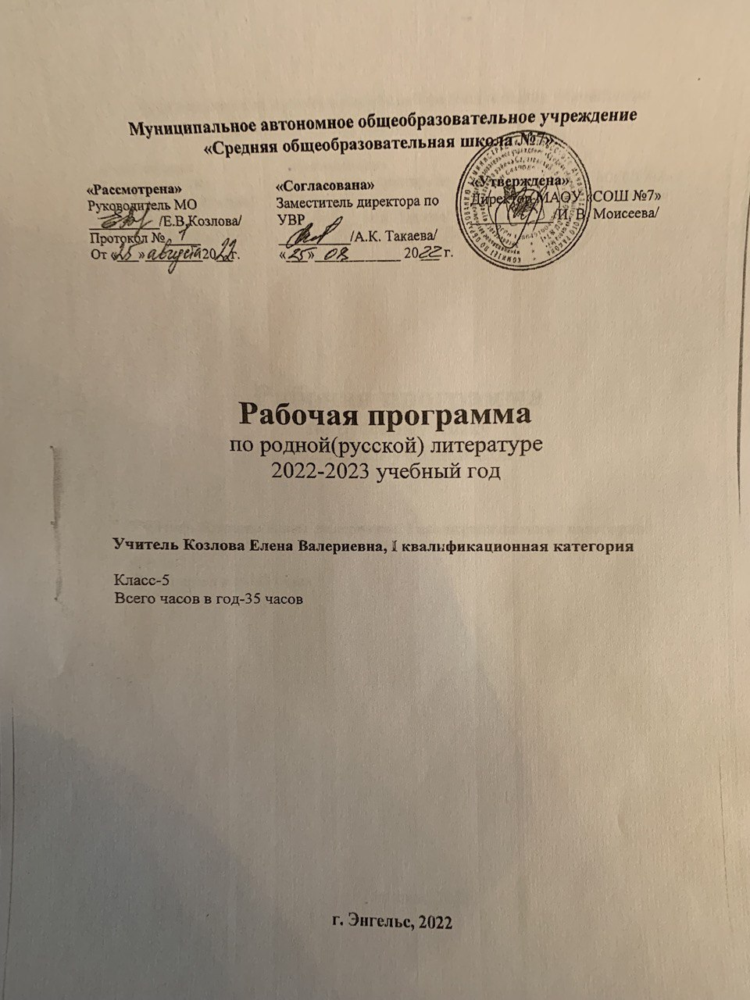 Муниципальное автономное общеобразовательное учреждение
«Средняя общеобразовательная школа №7»
«Рассмотрена»
Руководитель МО
/Е.В.Козлова/
Протокол № 1
От «25» августа 2022г.
«Согласована»
Заместитель директора по
УВР
/А.К. Такаева/
«25» 08 2022 г.
«Утверждена»
Директор МАОУ «СОШ №7»
/И. В. Моисеева/
Рабочая программа
по родной(русской) литературе
2022-2023 учебный год
Учитель Козлова Елена Валериевна, I квалификационная категория
Класс-5
Всего часов в год-35 часов
г. Энгельс, 2022